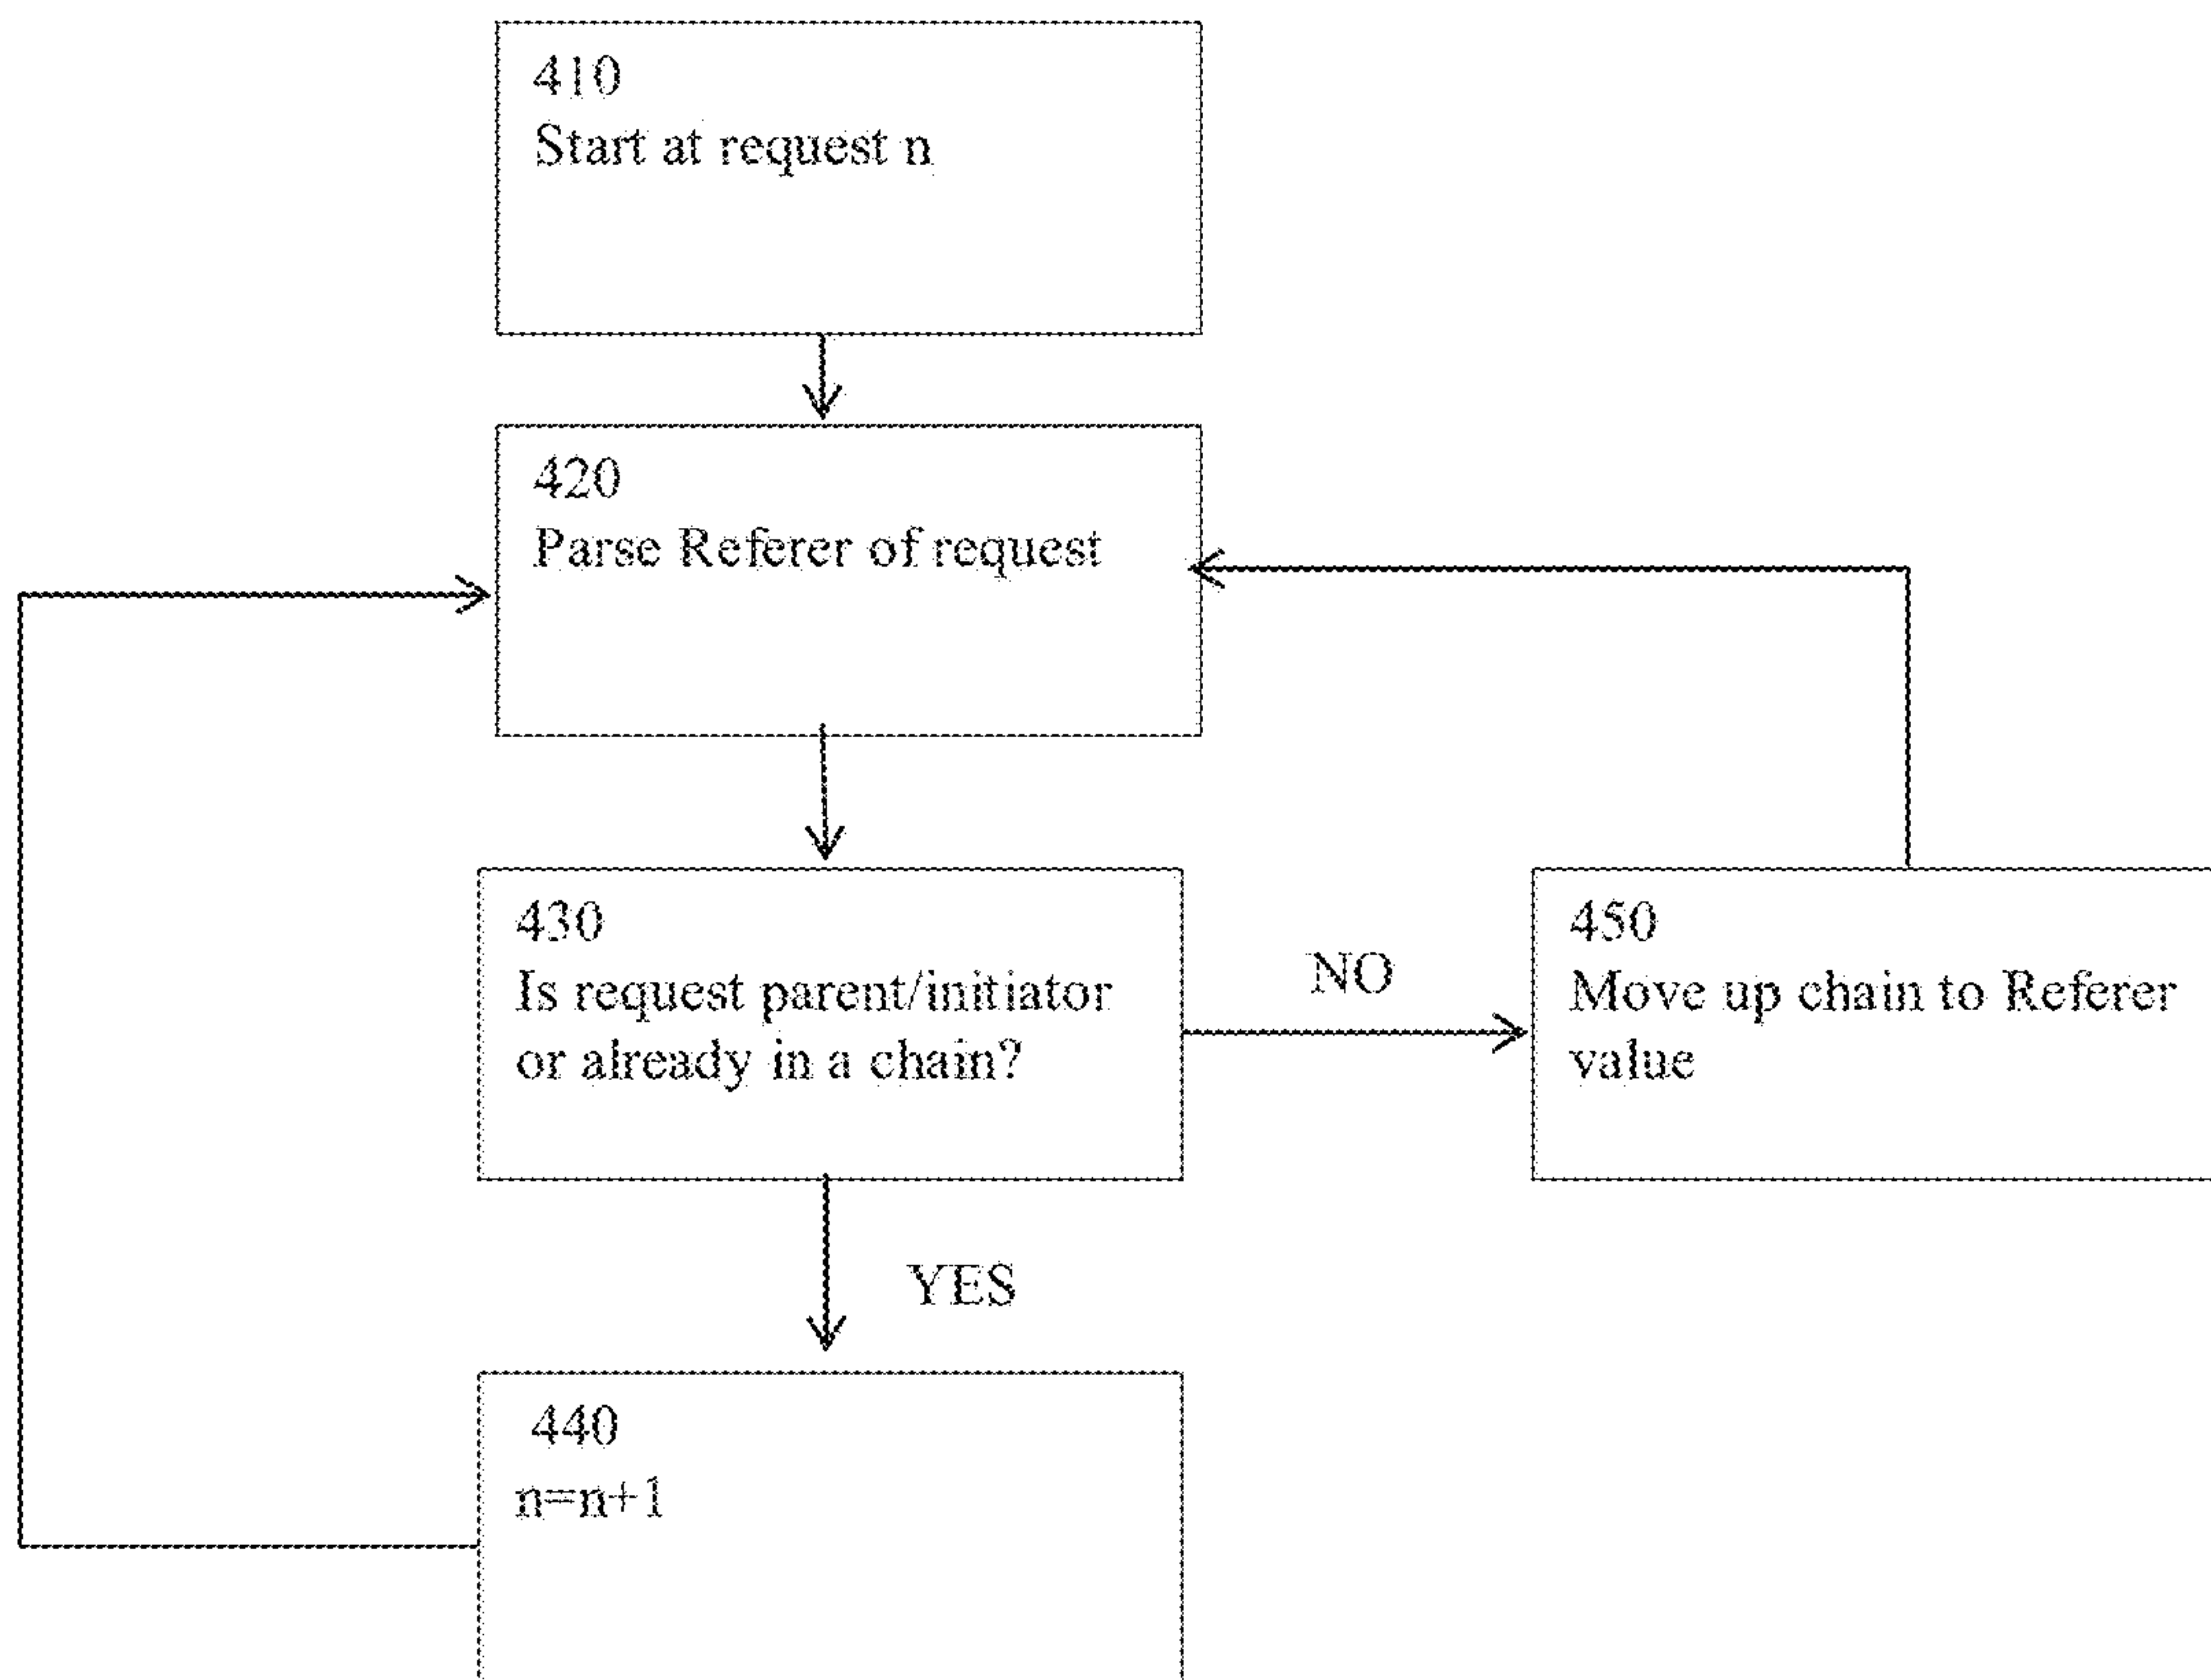 410
Start at request n
420
Parse Referer of request
430
Is request parent/initiator
or already in a chain?
NO
450
Move up chain to Referer
value
YES
440
n=n+1